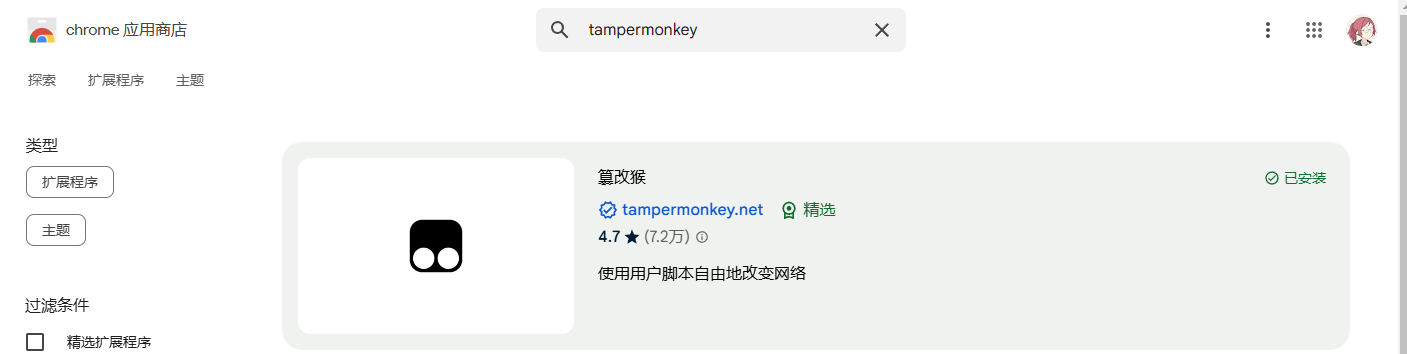 chrome 应用商店
tampermonkey
探索 扩展程序 主题
类型
扩展程序
主题
过滤条件
精选扩展程序
篡改猴
已安装
tampermonkey.net 精选
4.7 ★ (7.2万)
使用用户脚本自由地改变网络